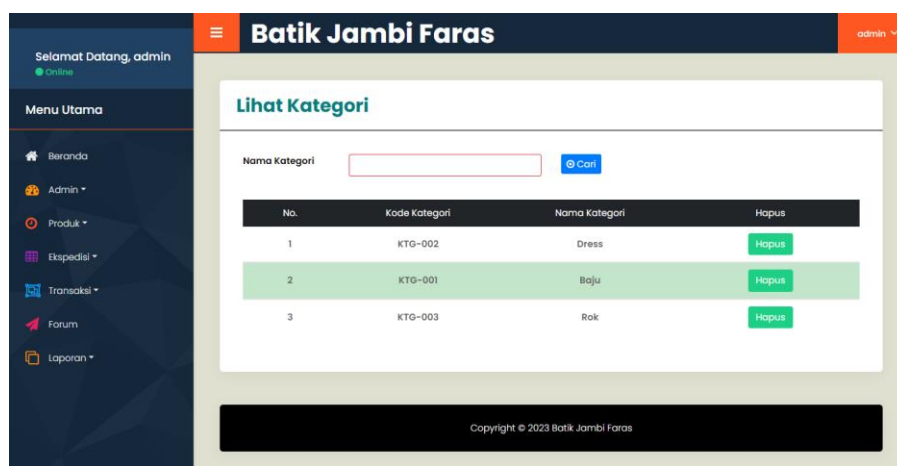 Batik Jambi Faras
admin
Selamat Datang, admin
Online
Menu Utama
Beranda
Admin
Produk
Ekspedisi
Transaksi
Forum
Laporan
Lihat Kategori
Nama Kategori
Cari
No. Kode Kategori Nama Kategori Hapus
1 KTG-002 Dress Hapus
2 KTG-001 Baju Hapus
3 KTG-003 Rok Hapus
Copyright © 2023 Batik Jambi Faras